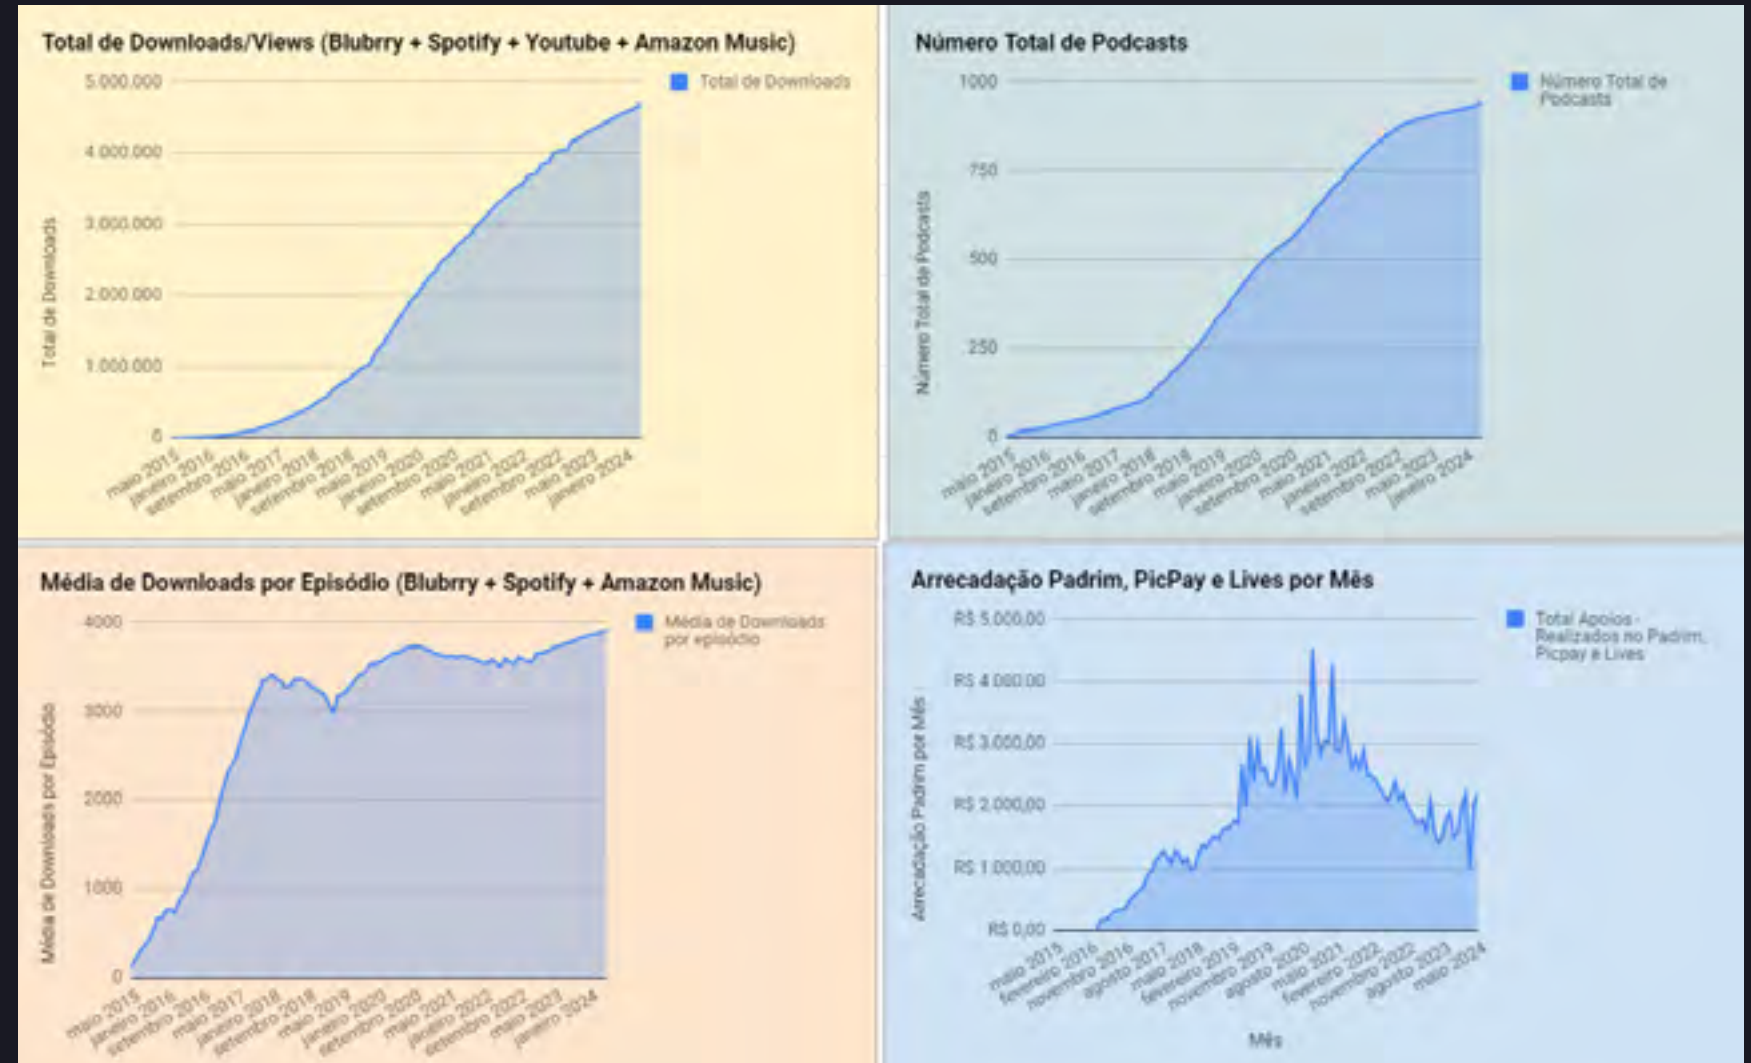 Total de Downloads/Views (Blubrry + Spotify + Youtube + Amazon Music)
Total de Downloads
5.000.000
4.000.000
3.000.000
2.000.000
1.000.000
0
Total de Downloads
maio 2015
janeiro 2016
setembro 2016
maio 2017
janeiro 2018
setembro 2018
maio 2019
janeiro 2020
setembro 2020
maio 2021
janeiro 2022
setembro 2022
maio 2023
janeiro 2024
Número Total de Podcasts
Número Total de
Podcasts
1000
750
500
250
0
Número Total de Podcasts
maio 2015
janeiro 2016
setembro 2016
maio 2017
janeiro 2018
setembro 2018
maio 2019
janeiro 2020
setembro 2020
maio 2021
janeiro 2022
setembro 2022
maio 2023
janeiro 2024
Média de Downloads por Episódio (Blubrry + Spotify + Amazon Music)
Média de Downloads
por episódio
4000
3000
2000
1000
0
Média de Downloads por Episódio
maio 2015
janeiro 2016
setembro 2016
maio 2017
janeiro 2018
setembro 2018
maio 2019
janeiro 2020
setembro 2020
maio 2021
janeiro 2022
setembro 2022
maio 2023
janeiro 2024
Arrecadação Padrim, PicPay e Lives por Mês
Total Apoios -
Realizados no Padrim,
Picpay e Lives
R$ 5.000,00
R$ 4.000,00
R$ 3.000,00
R$ 2.000,00
R$ 1.000,00
R$ 0,00
Arrecadação Padrim por Mês
maio 2015
fevereiro 2016
novembro 2016
agosto 2017
maio 2018
fevereiro 2019
novembro 2019
agosto 2020
maio 2021
fevereiro 2022
novembro 2022
agosto 2023
maio 2024
Mês